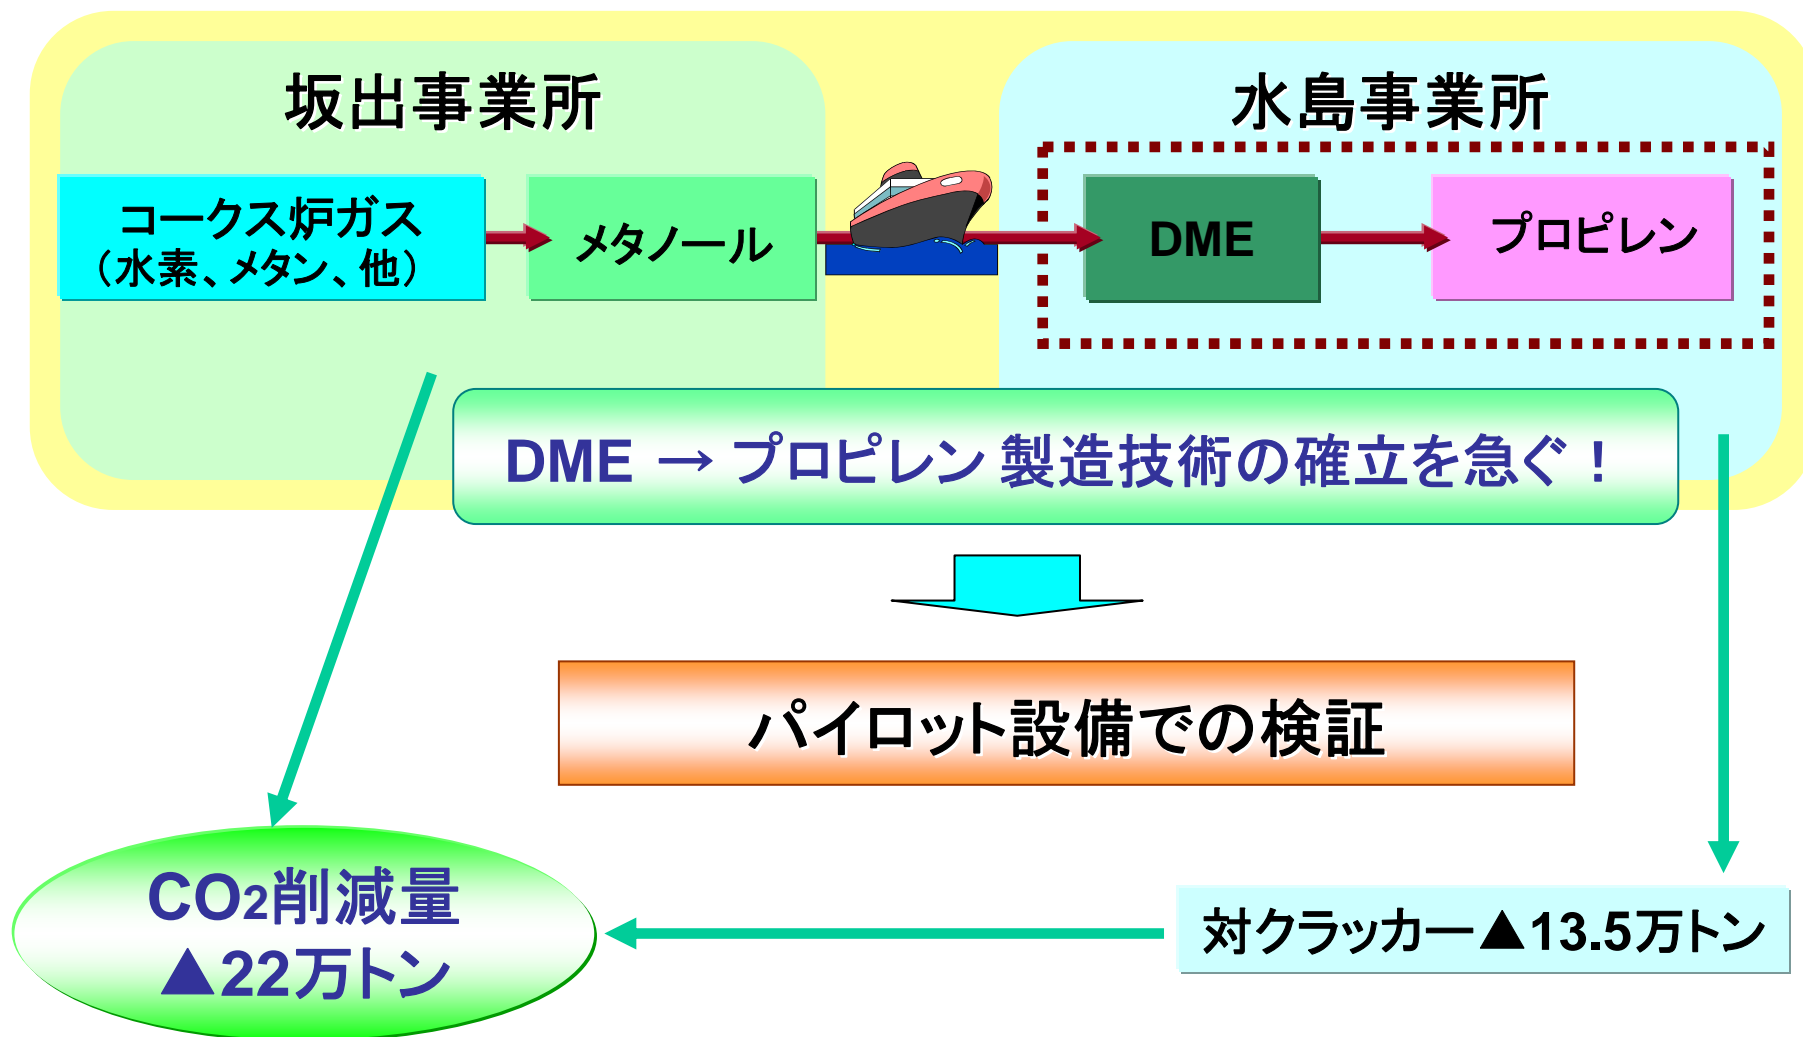 坂出事業所
水島事業所
コークス炉ガス
（水素、メタン、他）
メタノール
DME
プロピレン
DME → プロピレン 製造技術の確立を急ぐ！
パイロット設備での検証
CO2削減量
▲22万トン
対クラッカー▲13.5万トン